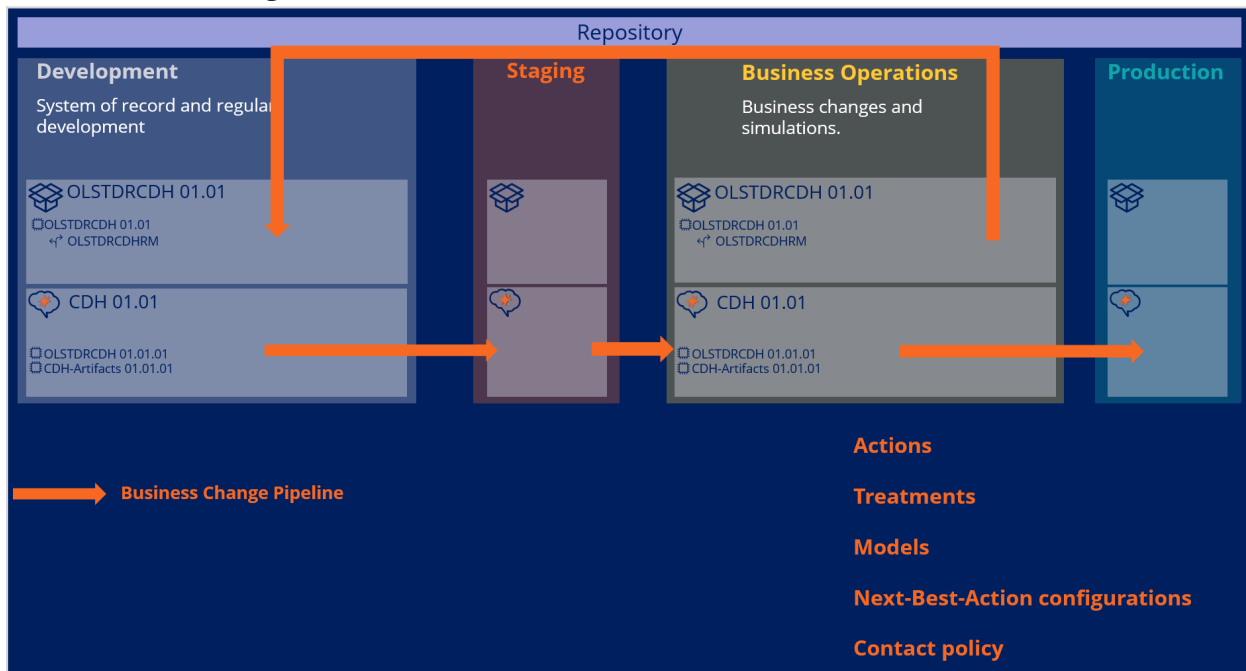 Repository
Development
System of record and regular
development
OLSTDRCDH 01.01
OLSTDRCDH 01.01
OLSTDRCDHRM
CDH 01.01
OLSTDRCDH 01.01.01
CDH-Artifacts 01.01.01
Staging
Business Operations
Business changes and
simulations.
OLSTDRCDH 01.01
OLSTDRCDH 01.01
OLSTDRCDHRM
CDH 01.01
OLSTDRCDH 01.01.01
CDH-Artifacts 01.01.01
Production
Business Change Pipeline
Actions
Treatments
Models
Next-Best-Action configurations
Contact policy